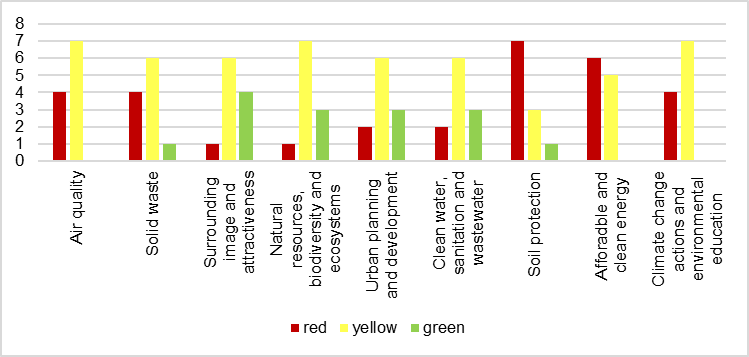 8
7
6
5
4
3
2
1
0
Air quality
Solid waste
Surrounding
image and
attractiveness
Natural
resources,
biodiversity and
ecosystems
Urban planning
and development
Clean water,
sanitation and
wastewater
Soil protection
Afforadble and
clean energy
Climate change
actions and
environmental
education
red yellow green